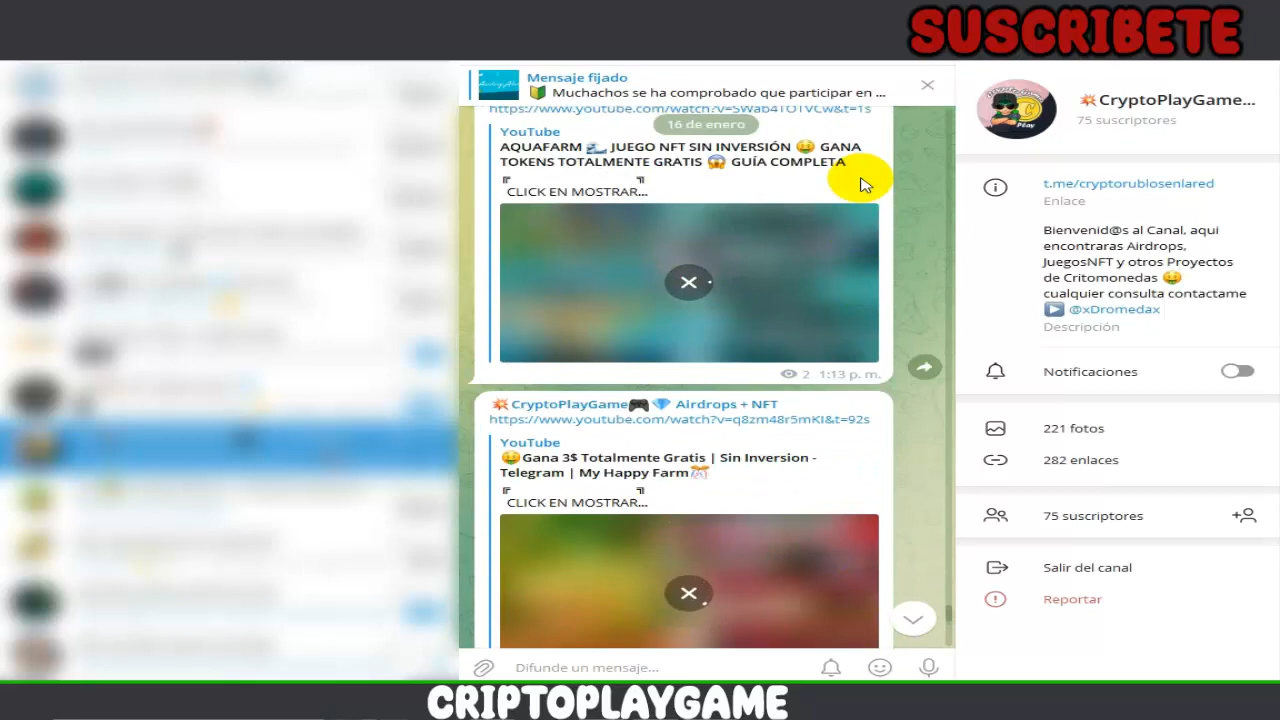 SUSCRIBETE
Mensaje fijado
🔰 Muchachos se ha comprobado que participar en ...
https://www.youtube.com/watch?v=SWab4TOTVCw&t=1s
16 de enero
YouTube
AQUAFARM 🌊 JUEGO NFT SIN INVERSIÓN 🤑 GANA
TOKENS TOTALMENTE GRATIS 😱 GUÍA COMPLETA
╔ ╗
CLICK EN MOSTRAR...
2 1:13 p. m.
💥CryptoPlayGame🎮💎 Airdrops + NFT
https://www.youtube.com/watch?v=q8zm48r5mKI&t=92s
YouTube
🤑Gana 3$ Totalmente Gratis | Sin Inversion -
Telegram | My Happy Farm🎊
╔ ╗
CLICK EN MOSTRAR...
Difunde un mensaje...
💥CryptoPlayGame...
75 suscriptores
t.me/cryptorublosenlared
Enlace
Bienvenid@s al Canal, aqui
encontraras Airdrops,
JuegosNFT y otros Proyectos
de Critomonedas 🤑
cualquier consulta contactame
▶️ @xDromedax
Descripción
Notificaciones
221 fotos
282 enlaces
75 suscriptores
Salir del canal
Reportar
CRIPTOPLAYGAME